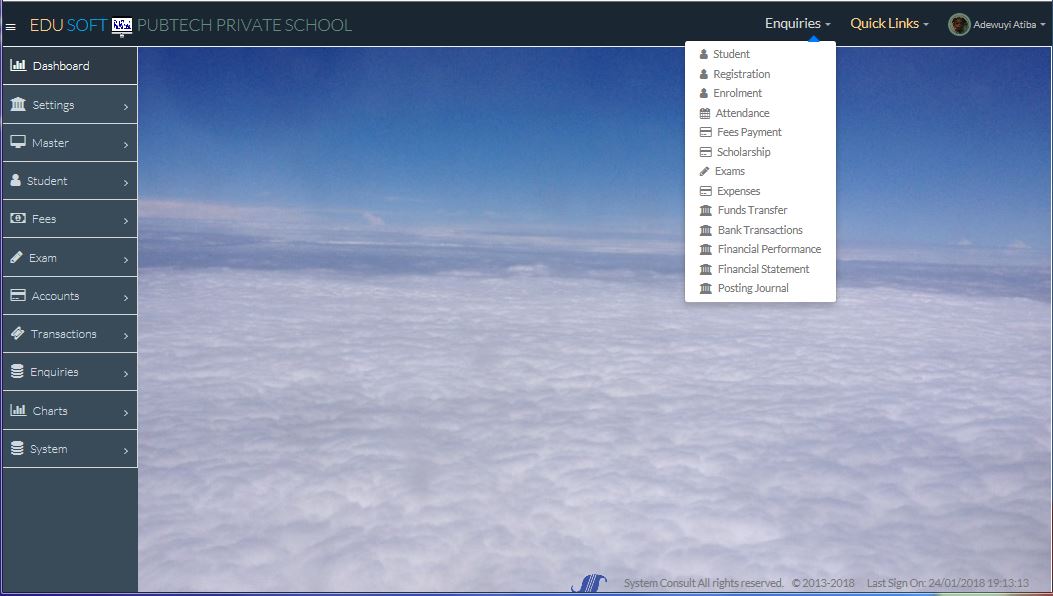 EDU SOFT PUBTECH PRIVATE SCHOOL
Enquiries
Quick Links
Adewuyi Atiba
Dashboard
Settings
Master
Student
Fees
Exam
Accounts
Transactions
Enquiries
Charts
System
Student
Registration
Enrolment
Attendance
Fees Payment
Scholarship
Exams
Expenses
Funds Transfer
Bank Transactions
Financial Performance
Financial Statement
Posting Journal
System Consult All rights reserved. © 2013-2018 Last Sign On: 24/01/2018 19:13:13